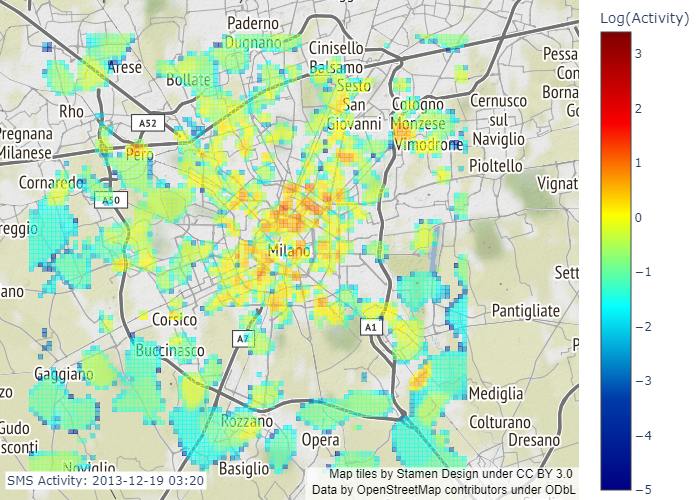 Log(Activity)
3
2
1
0
−1
−2
−3
−4
−5
Paderno
Dugnano
Cinisello
Balsamo
Arese
Bollate
Sesto
San
Giovanni
Rho
A52
Cologno
Monzese
Vimodrone
Cernusco
sul
Naviglio
Pessa
Con
Borna
Go
Pregnana
Milanese
Pero
Pioltello
Cornaredo
A50
Vignat
reggio
Milano
Sett
ano
Pantigliate
Corsico
A7
A1
Buccinasco
P
Gaggiano
Mediglia
zo
Rozzano
Colturano
Gudo
sconti
Opera
Dresano
Noviglio
Basiglio
SMS Activity: 2013-12-19 03:20
Map tiles by Stamen Design under CC BY 3.0
Data by OpenStreetMap contributors under ODbL